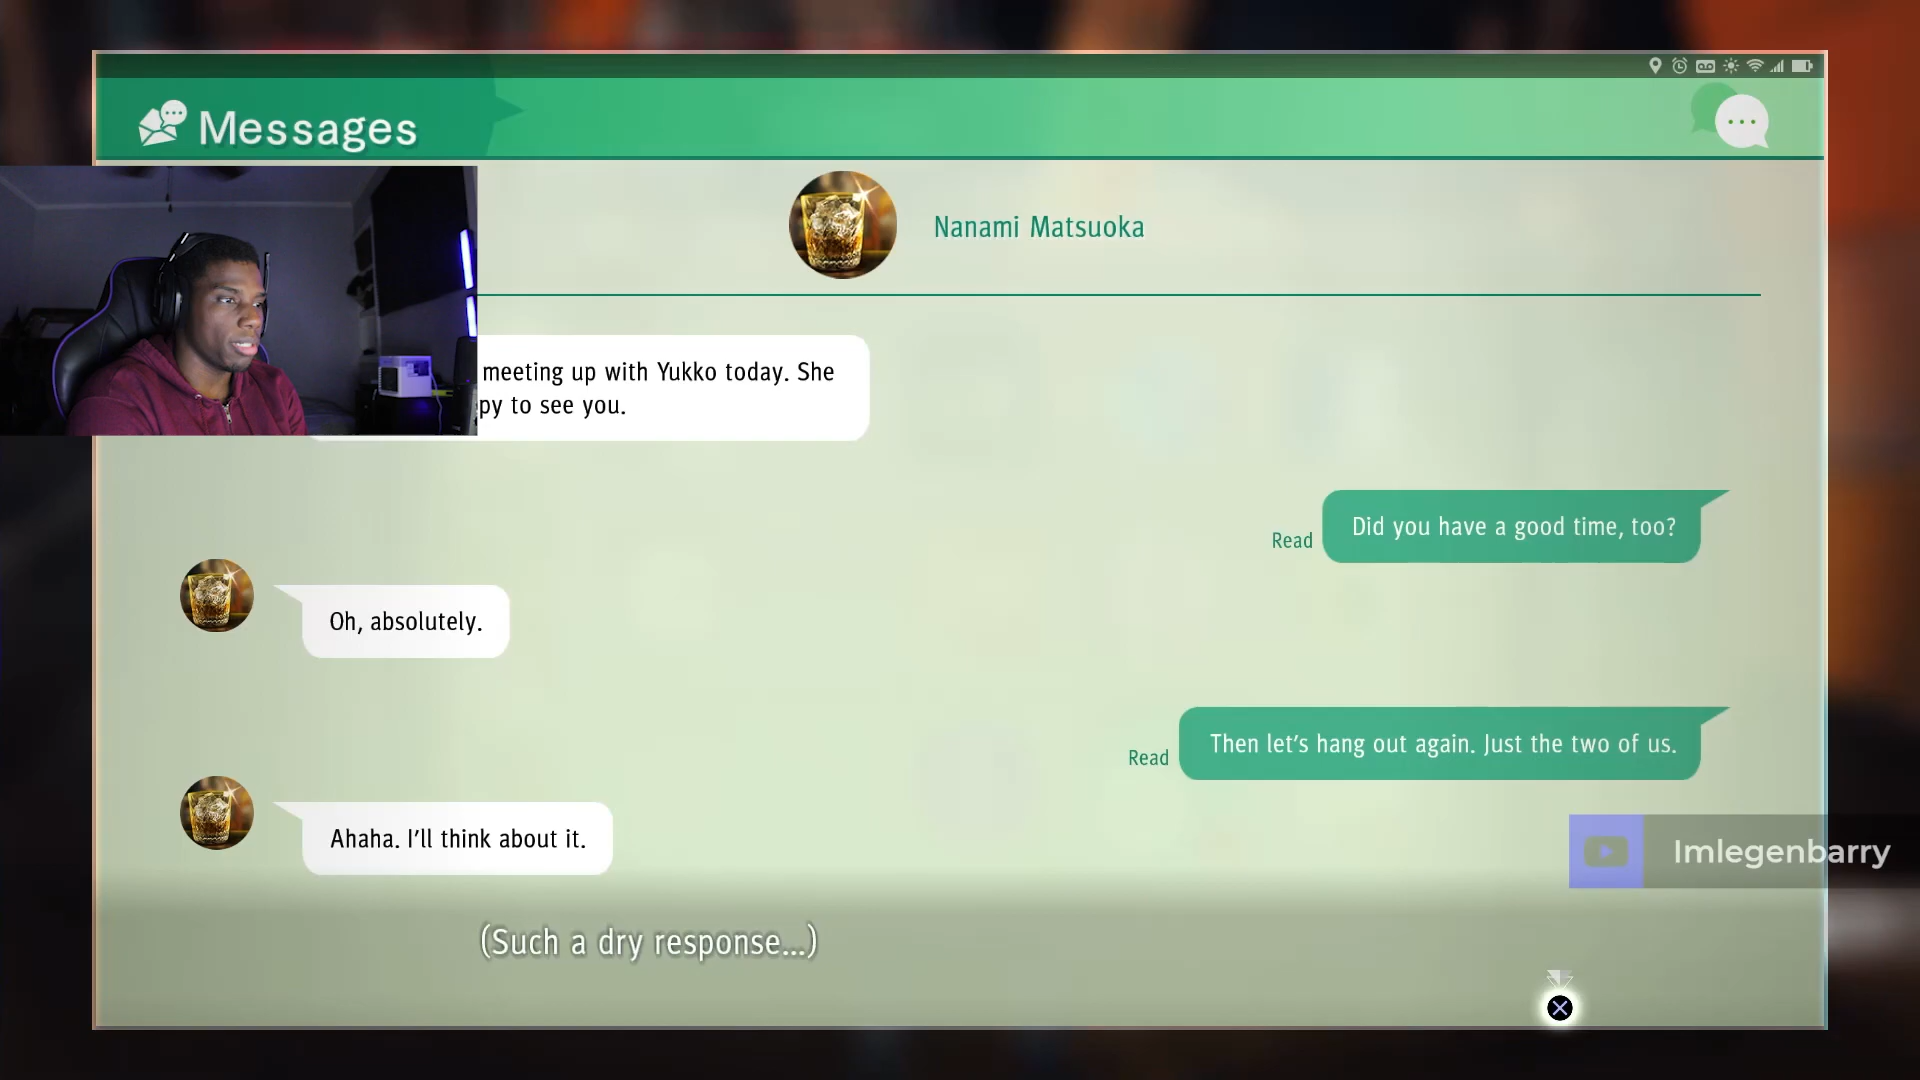 Messages
Nanami Matsuoka
meeting up with Yukko today. She
py to see you.
Did you have a good time, too?
Read
Oh, absolutely.
Then let's hang out again. Just the two of us.
Read
Ahaha. I'll think about it.
Imlegenbarry
(Such a dry response...)